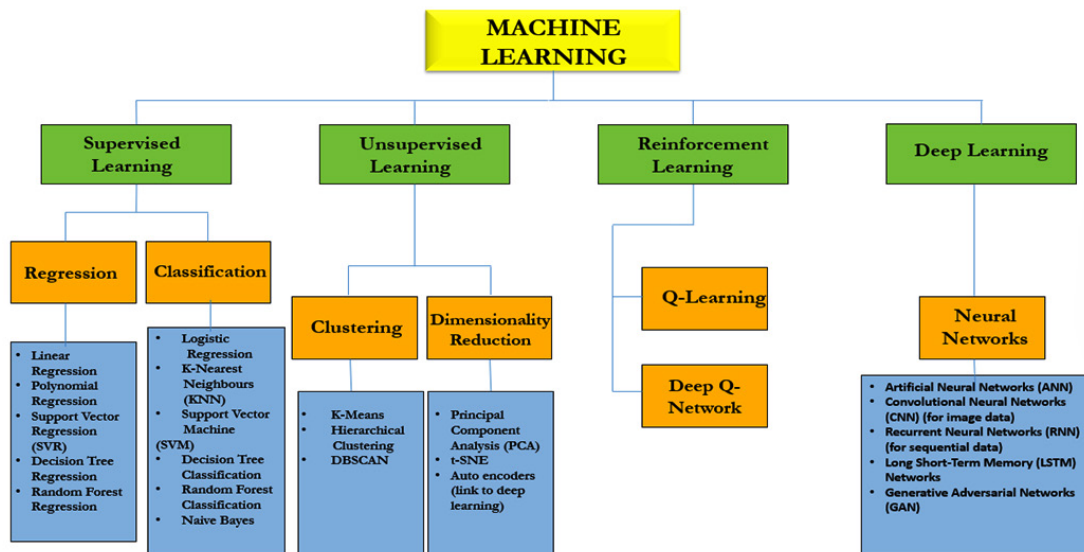 MACHINE
LEARNING
Supervised
Learning
Unsupervised
Learning
Reinforcement
Learning
Deep Learning
Regression
Classification
Clustering
Dimensionality
Reduction
Q-Learning
Deep Q-
Network
Neural
Networks
• Linear
Regression
• Polynomial
Regression
• Support Vector
Regression
(SVR)
• Decision Tree
Regression
• Random Forest
Regression
• Logistic
Regression
• K-Nearest
Neighbours
(KNN)
• Support Vector
Machine
(SVM)
• Decision Tree
Classification
• Random Forest
Classification
• Naive Bayes
• K-Means
• Hierarchical
Clustering
• DBSCAN
• Principal
Component
Analysis (PCA)
• t-SNE
• Auto encoders
(link to deep
learning)
• Artificial Neural Networks (ANN)
• Convolutional Neural Networks
(CNN) (for image data)
• Recurrent Neural Networks (RNN)
(for sequential data)
• Long Short-Term Memory (LSTM)
Networks
• Generative Adversarial Networks
(GAN)